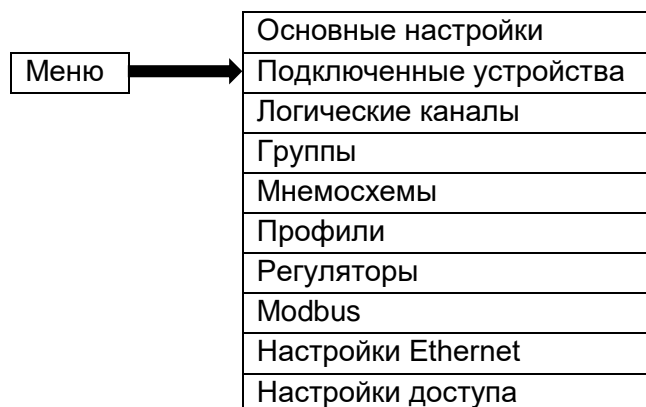 Основные настройки
Меню
Подключенные устройства
Логические каналы
Группы
Мнемосхемы
Профили
Регуляторы
Modbus
Настройки Ethernet
Настройки доступа